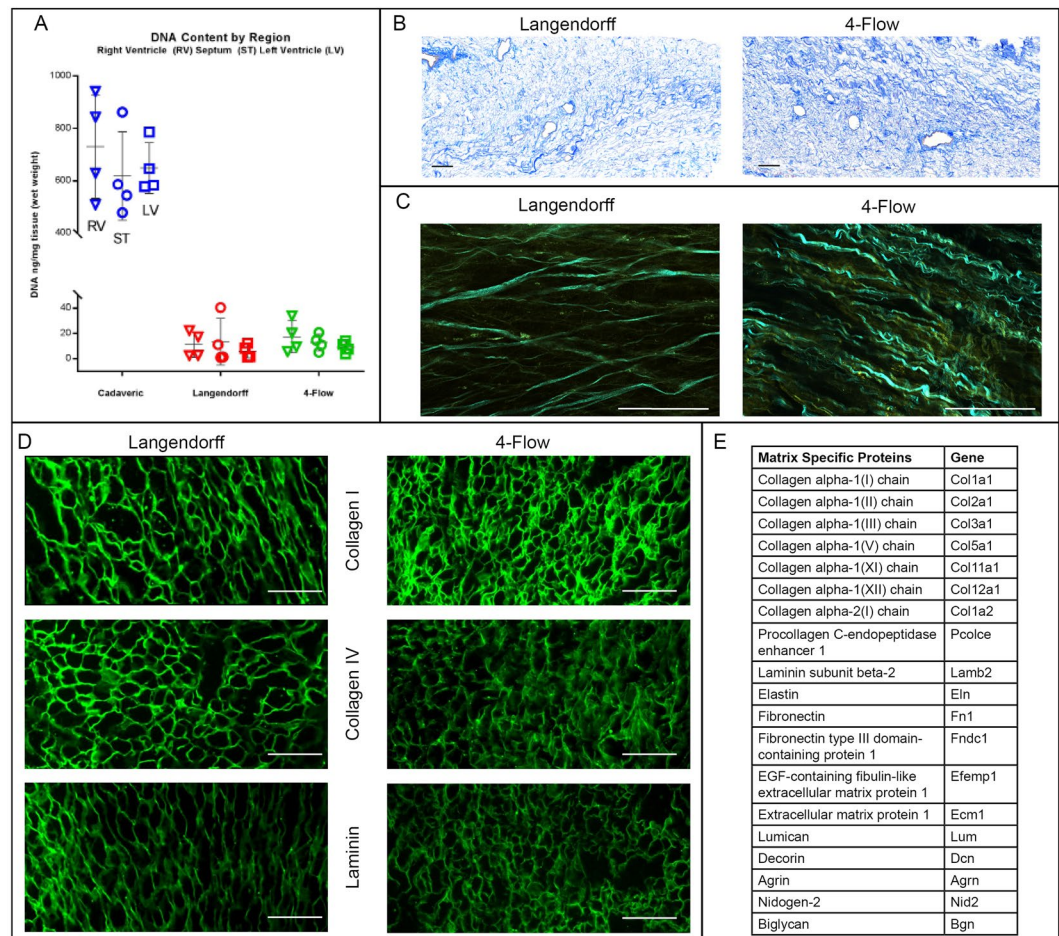 A
DNA Content by Region
Right Ventricle (RV) Septum (ST) Left Ventricle (LV)
DNA ng/mg tissue (wet weight)
1000
800
600
400
40
20
0
RV
ST
LV
Cadaveric
Langendorff
4-Flow
B
Langendorff
4-Flow
C
Langendorff
4-Flow
D
Langendorff
4-Flow
Collagen I
Collagen IV
Laminin
E
Matrix Specific Proteins Gene
Collagen alpha-1(I) chain Col1a1
Collagen alpha-1(II) chain Col2a1
Collagen alpha-1(III) chain Col3a1
Collagen alpha-1(V) chain Col5a1
Collagen alpha-1(XI) chain Col11a1
Collagen alpha-1(XII) chain Col12a1
Collagen alpha-2(I) chain Col1a2
Procollagen C-endopeptidase Pcolce
enhancer 1
Laminin subunit beta-2 Lamb2
Elastin Eln
Fibronectin Fn1
Fibronectin type III domain- Fndc1
containing protein 1
EGF-containing fibulin-like Efemp1
extracellular matrix protein 1
Extracellular matrix protein 1 Ecm1
Lumican Lum
Decorin Dcn
Agrin Agrn
Nidogen-2 Nid2
Biglycan Bgn